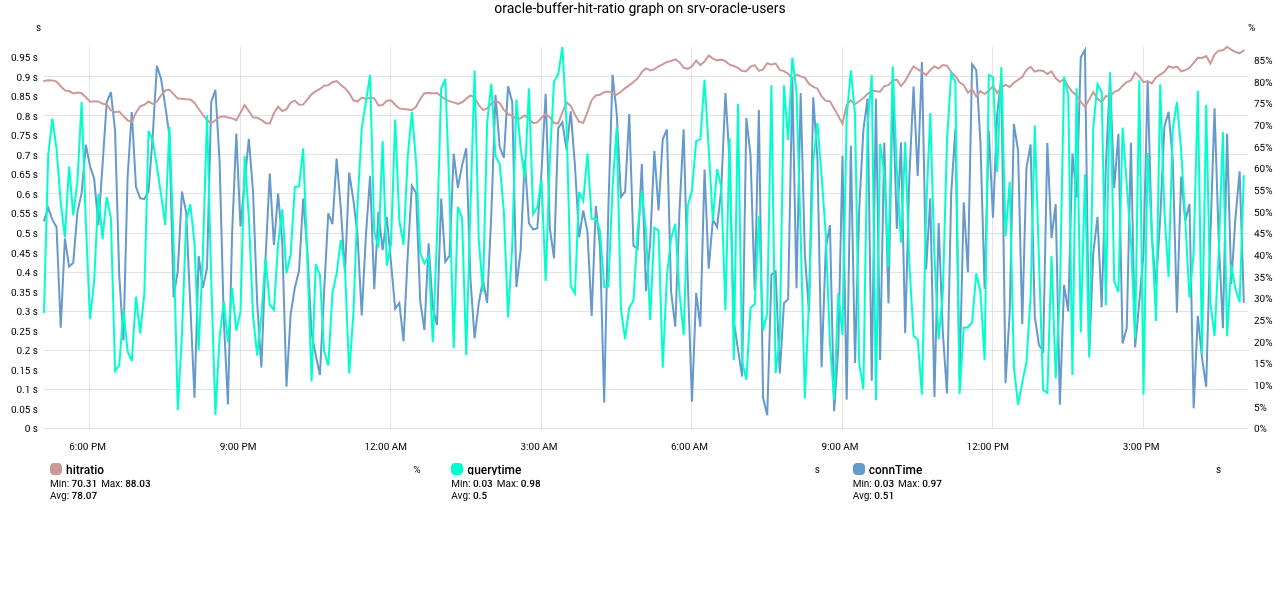 oracle-buffer-hit-ratio graph on srv-oracle-users
s %
0.95 s 85%
0.9 s 80%
0.85 s 75%
0.8 s 70%
0.75 s 65%
0.7 s 60%
0.65 s 55%
0.6 s 50%
0.55 s 45%
0.5 s 40%
0.45 s 35%
0.4 s 30%
0.35 s 25%
0.3 s 20%
0.25 s 15%
0.2 s 10%
0.15 s 5%
0.1 s 0%
0.05 s
0 s
6:00 PM 9:00 PM 12:00 AM 3:00 AM 6:00 AM 9:00 AM 12:00 PM 3:00 PM
hitratio % querytime s connTime s
Min: 70.31 Max: 88.03 Min: 0.03 Max: 0.98 Min: 0.03 Max: 0.97
Avg: 78.07 Avg: 0.5 Avg: 0.51